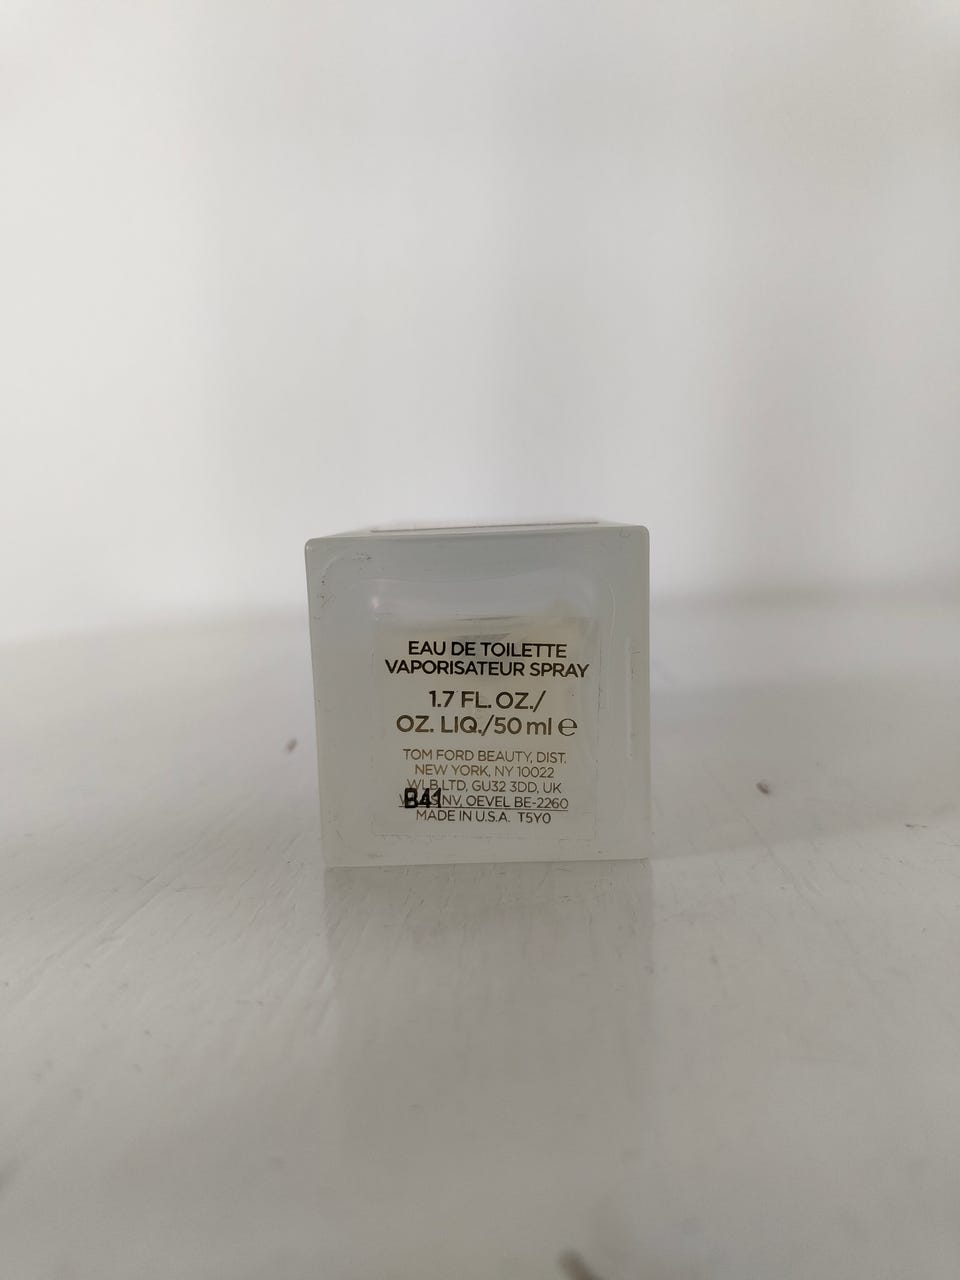 EAU DE TOILETTE
VAPORISATEUR SPRAY
1.7 FL. OZ./
OZ. LIQ./50 ml ℮
TOM FORD BEAUTY, DIST.
NEW YORK, NY 10022
WLB LTD, GU32 3DD, UK
B41 NV, OEVEL BE-2260
MADE IN U.S.A. T5Y0